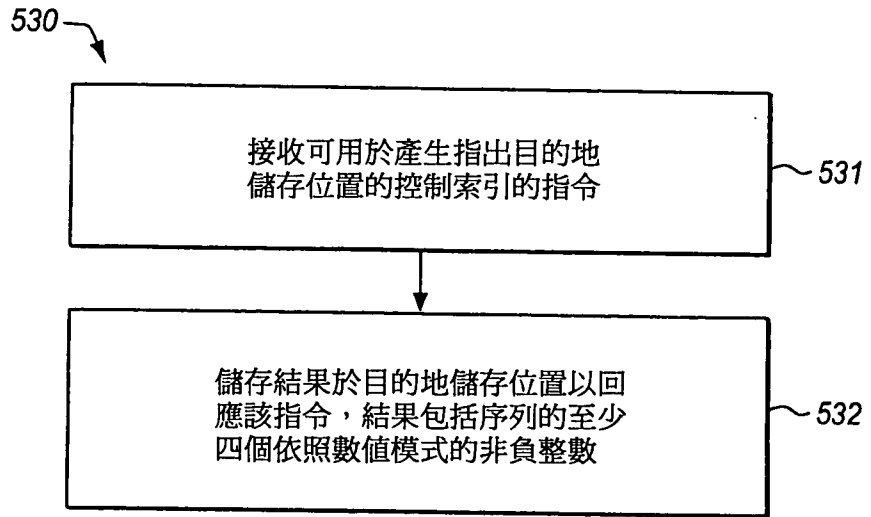 530
接收可用於產生指出目的地
儲存位置的控制索引的指令
531
儲存結果於目的地儲存位置以回
應該指令，結果包括序列的至少
四個依照數值模式的非負整數
532